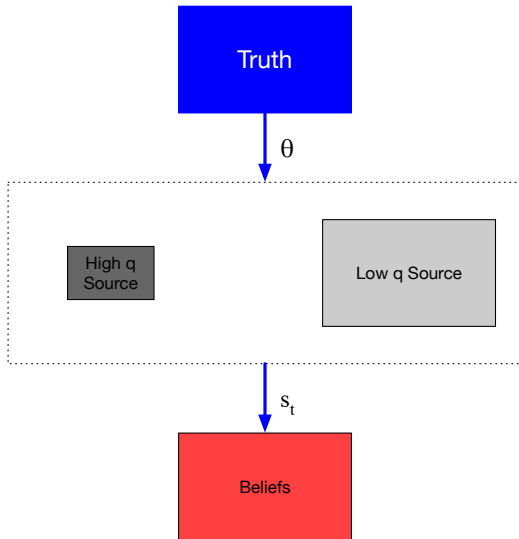 Truth
θ
High q
Source
Low q Source
s_t
Beliefs